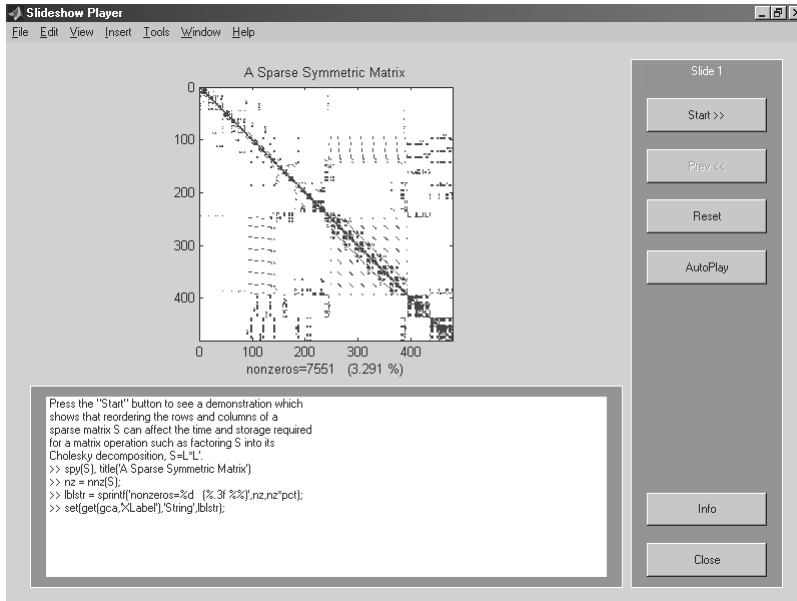 Slideshow Player
File Edit View Insert Tools Window Help
A Sparse Symmetric Matrix
0
100
200
300
400
0 100 200 300 400
nonzeros=7551 (3.291 %)
Slide 1
Start >>
Prev <<
Reset
AutoPlay
Press the "Start" button to see a demonstration which
shows that reordering the rows and columns of a
sparse matrix S can affect the time and storage required
for a matrix operation such as factoring S into its
Cholesky decomposition, S=L*L'.
>> spy(S), title('A Sparse Symmetric Matrix')
>> nz = nnz(S);
>> lblstr = sprintf('nonzeros=%d (%.3f %%)',nz,nz*pct);
>> set(get(gca,'XLabel'),'String',lblstr);
Info
Close